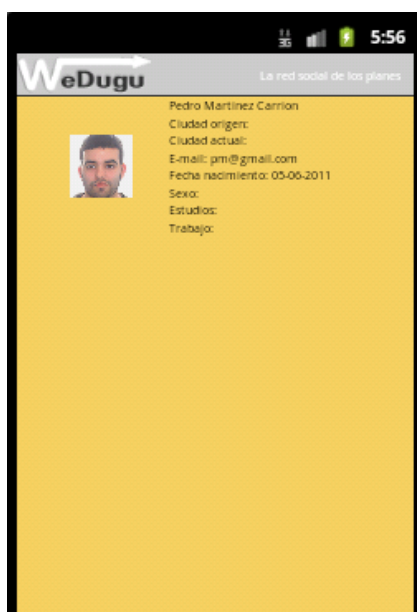 3G 5:56
WeDugu La red social de los planes
Pedro Martinez Carrion
Ciudad origen:
Ciudad actual:
E-mail: pm@gmail.com
Fecha nacimiento: 05-06-2011
Sexo:
Estudios:
Trabajo: